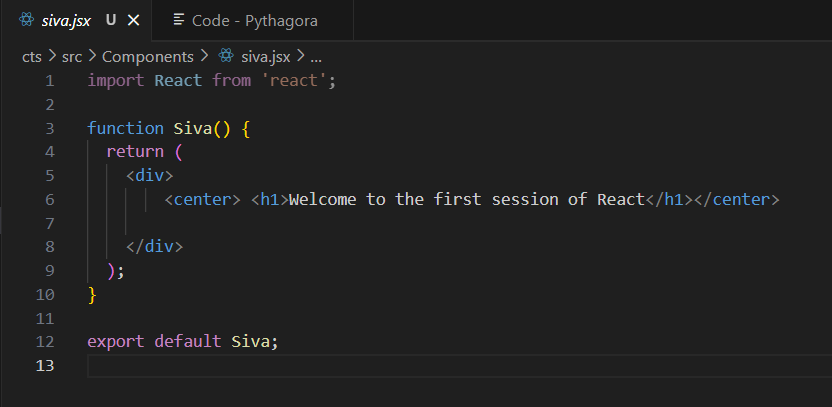 siva.jsx U × Code - Pythagora
cts > src > Components > siva.jsx > ...
1 import React from 'react';
2
3 function Siva() {
4   return (
5     <div>
6         <center> <h1>Welcome to the first session of React</h1></center>
7
8     </div>
9   );
10 }
11
12 export default Siva;
13